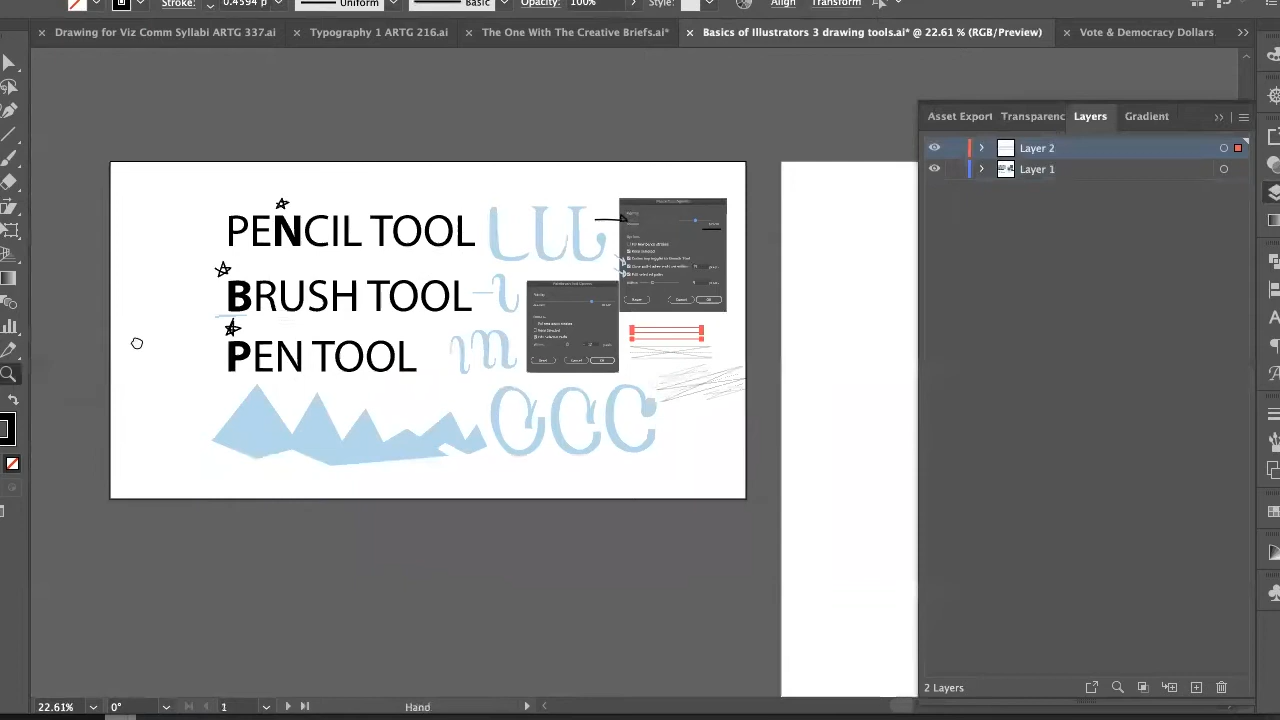 Stroke: 0.4594 p Uniform Basic Opacity: 100% Style: Align Transform
Drawing for Viz Comm Syllabi ARTG 337.ai
Typography 1 ARTG 216.ai
The One With The Creative Briefs.ai*
Basics of Illustrators 3 drawing tools.ai* @ 22.61 % (RGB/Preview)
Vote & Democracy Dollars
Asset Export Transparenc Layers Gradient
Layer 2
Layer 1
PENCIL TOOL
BRUSH TOOL
PEN TOOL
2 Layers
22.61% 0° 1 Hand